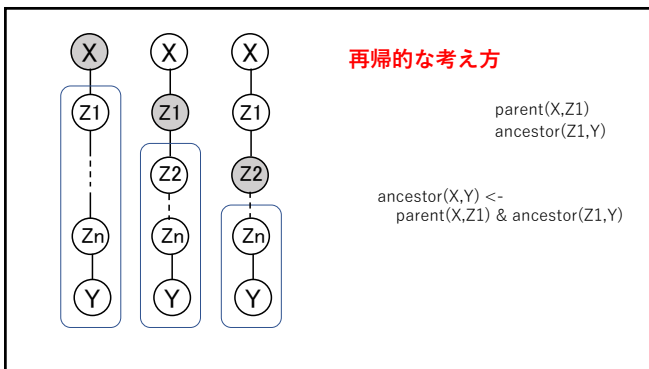 X
Z1
Zn
Y
X
Z1
Z2
Zn
Y
X
Z1
Z2
Zn
Y
再帰的な考え方
parent(X,Z1)
ancestor(Z1,Y)
ancestor(X,Y) <-
parent(X,Z1) & ancestor(Z1,Y)